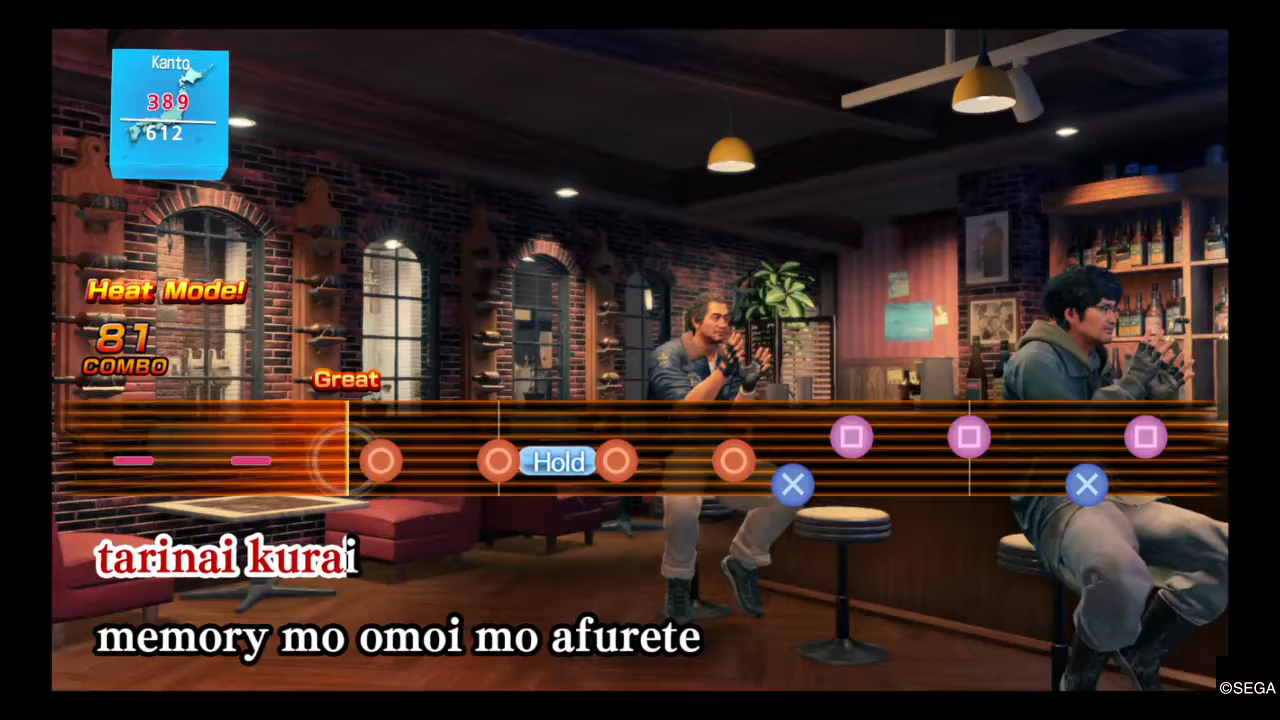 Kanto
389
612
Heat Mode!
81
COMBO
Great
Hold
tarinai kurai
memory mo omoi mo afurete
©SEGA